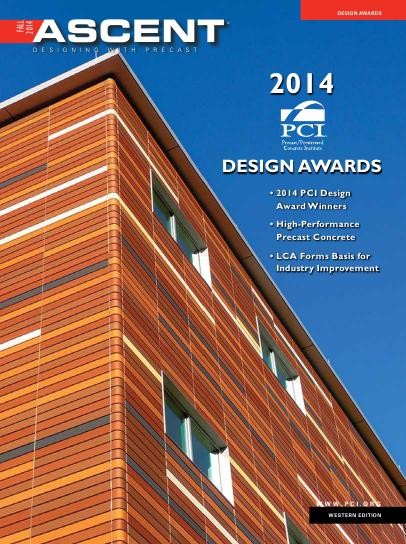 DESIGN AWARDS
FALL 2014
ASCENT
DESIGNING WITH PRECAST
2014
PCI
Precast/Prestressed
Concrete Institute
DESIGN AWARDS
• 2014 PCI Design
Award Winners
• High-Performance
Precast Concrete
• LCA Forms Basis for
Industry Improvement
WWW.PCI.ORG
WESTERN EDITION